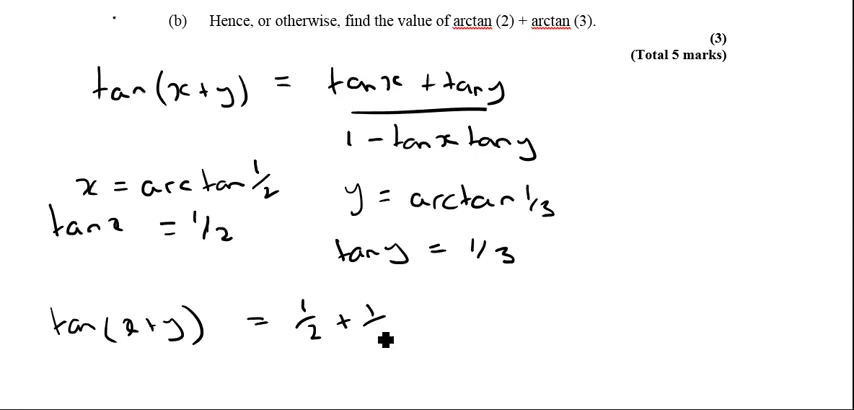 (b) Hence, or otherwise, find the value of arctan (2) + arctan (3).
(3)
(Total 5 marks)
tan(x+y) = tanx + tany
1 - tanx tany
x = arctan 1/2
y = arctan 1/3
tanx = 1/2
tany = 1/3
tan(x+y) = 1/2 + 1/